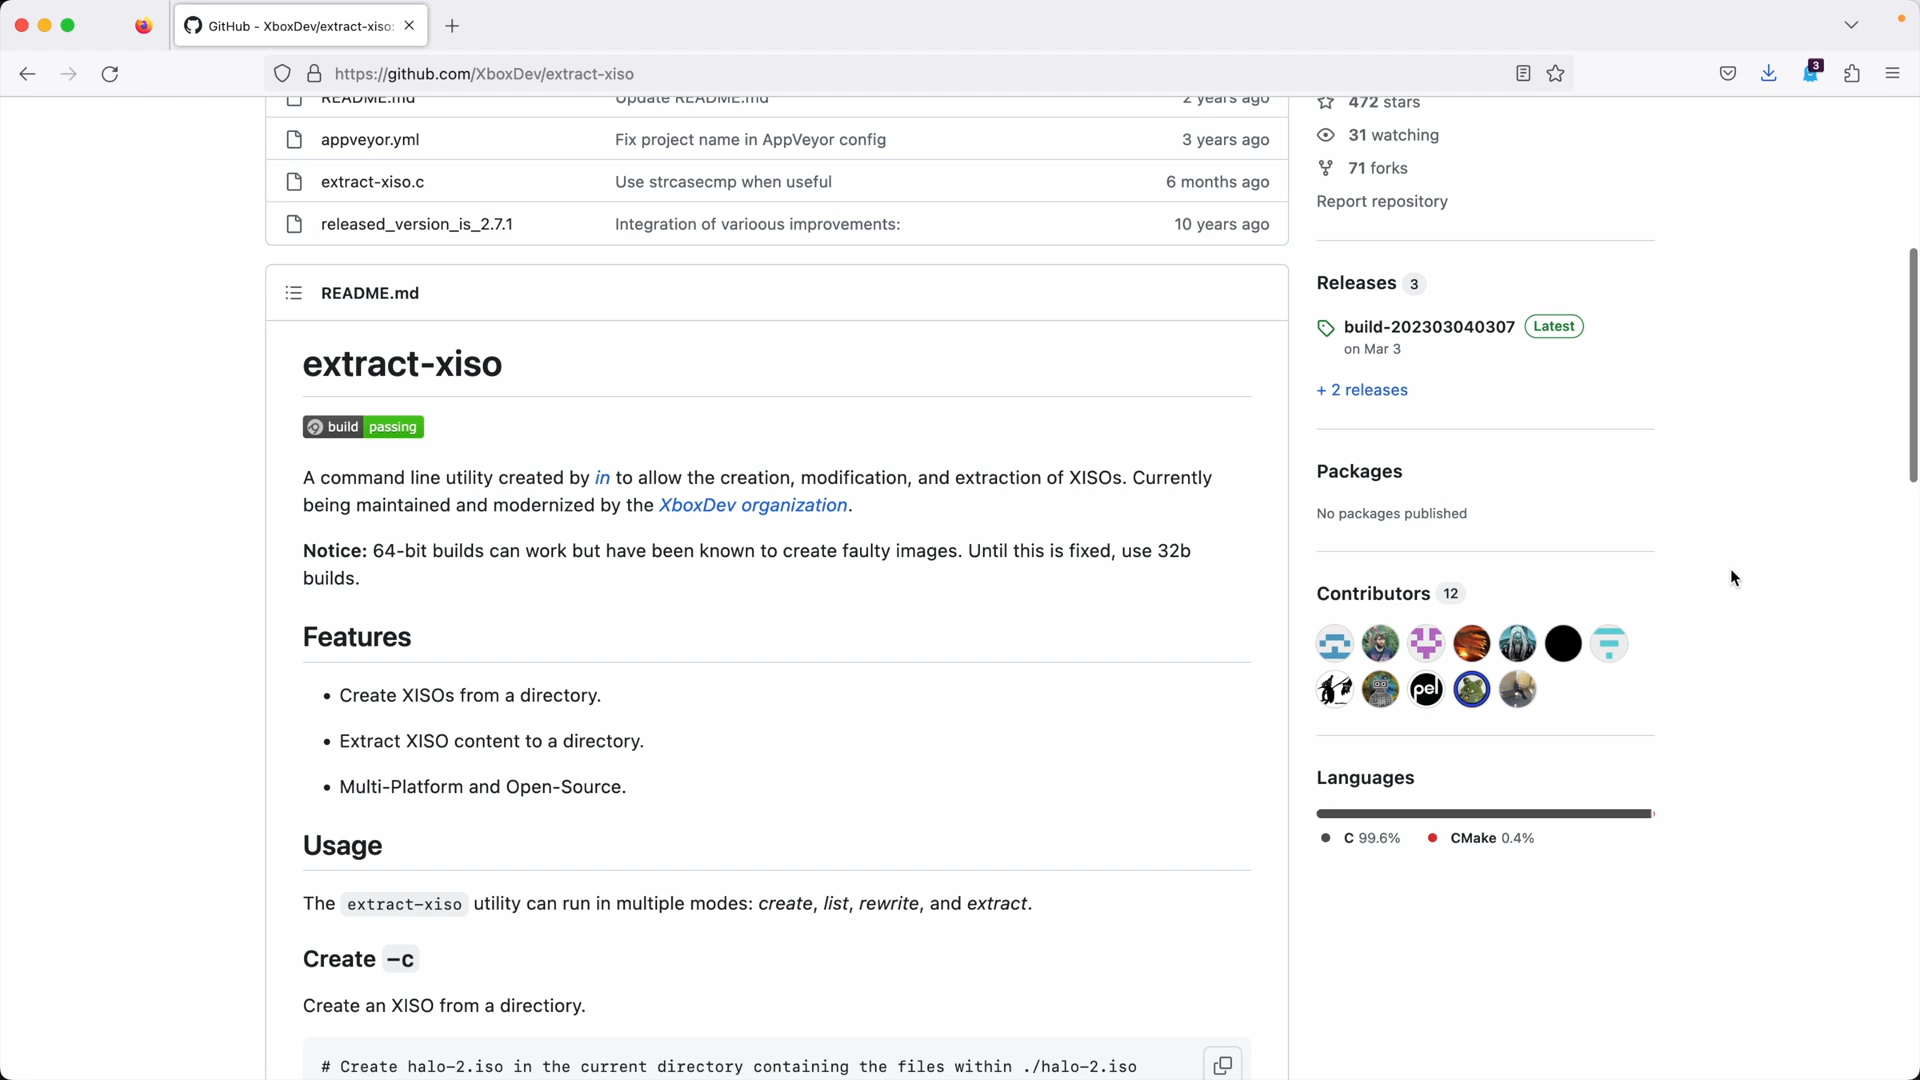 GitHub - XboxDev/extract-xiso:
https://github.com/XboxDev/extract-xiso
3
README.md Update README.md 2 years ago
appveyor.yml Fix project name in AppVeyor config 3 years ago
extract-xiso.c Use strcasecmp when useful 6 months ago
released_version_is_2.7.1 Integration of varioous improvements: 10 years ago
README.md
extract-xiso
build passing
A command line utility created by in to allow the creation, modification, and extraction of XISOs. Currently
being maintained and modernized by the XboxDev organization.
Notice: 64-bit builds can work but have been known to create faulty images. Until this is fixed, use 32b
builds.
Features
• Create XISOs from a directory.
• Extract XISO content to a directory.
• Multi-Platform and Open-Source.
Usage
The extract-xiso utility can run in multiple modes: create, list, rewrite, and extract.
Create -c
Create an XISO from a directiory.
# Create halo-2.iso in the current directory containing the files within ./halo-2.iso
472 stars
31 watching
71 forks
Report repository
Releases 3
build-202303040307 Latest
on Mar 3
+ 2 releases
Packages
No packages published
Contributors 12
pel
Languages
C 99.6% CMake 0.4%